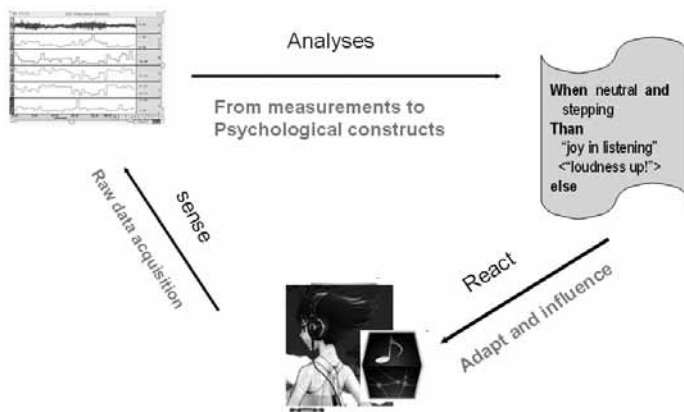 Analyses
From measurements to
Psychological constructs
When neutral and
stepping
Than
"joy in listening"
<"loudness up!">
else
sense
Raw data acquisition
React
Adapt and influence